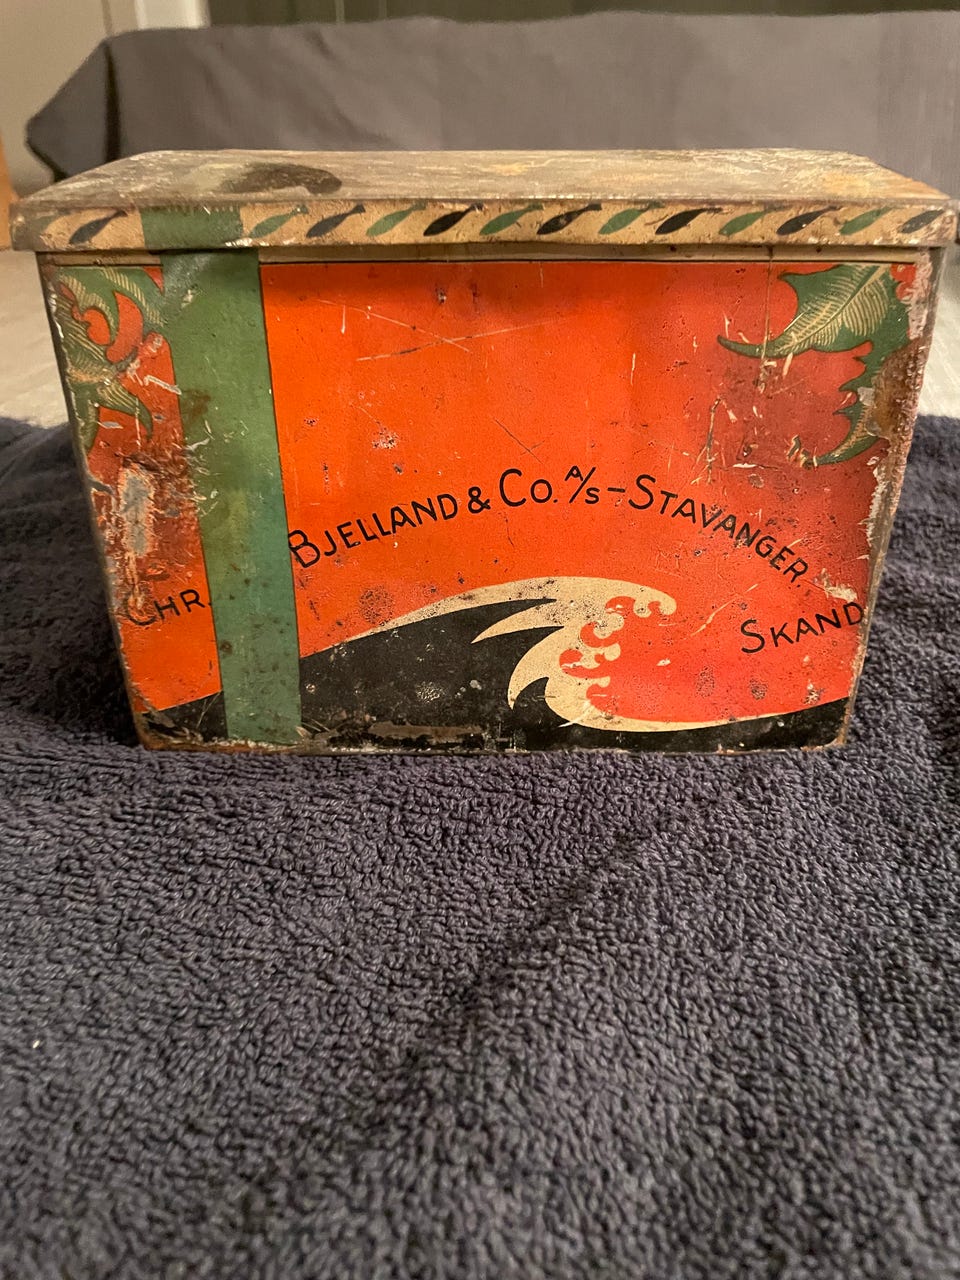 CHR. BJELLAND & CO. A/S - STAVANGER.
SKAND